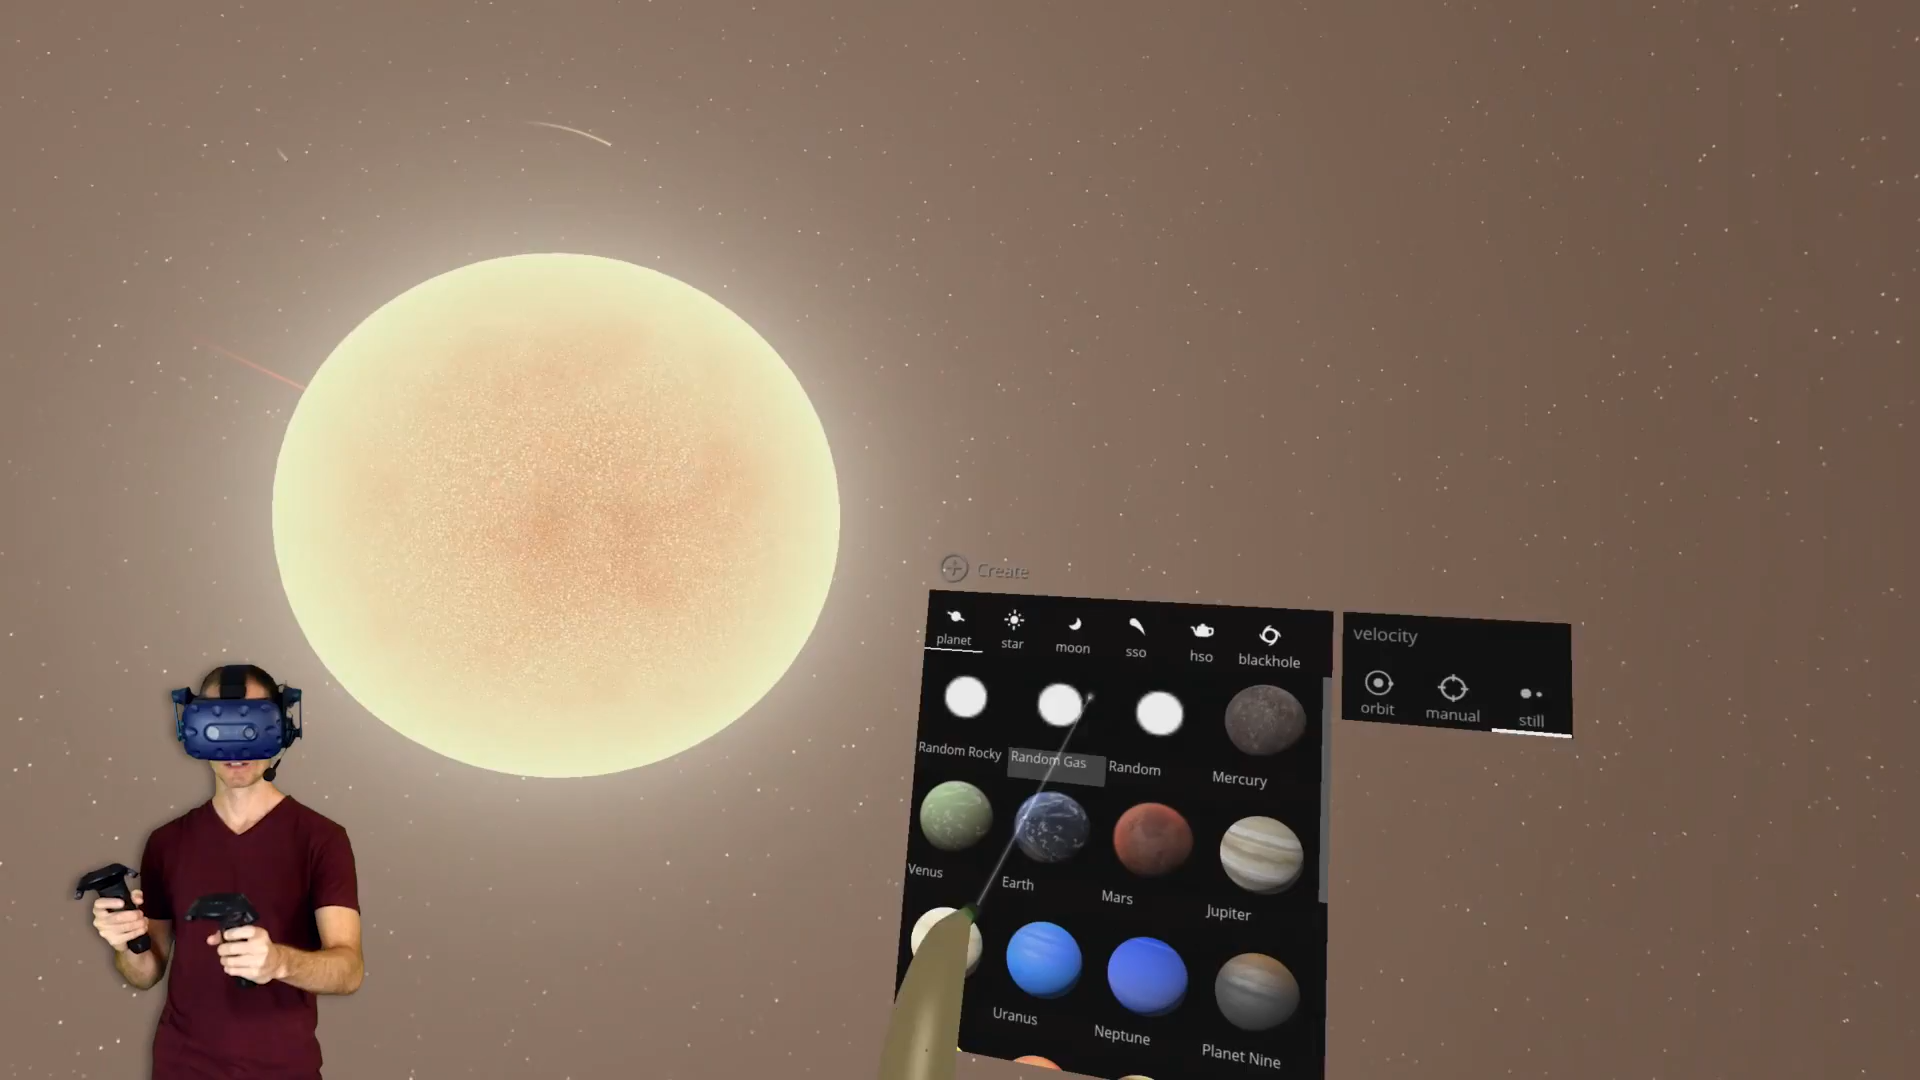 Create
planet star moon sso hso blackhole
Random Rocky Random Gas Random Mercury
Venus Earth Mars Jupiter
Uranus Neptune Planet Nine
velocity
orbit manual still